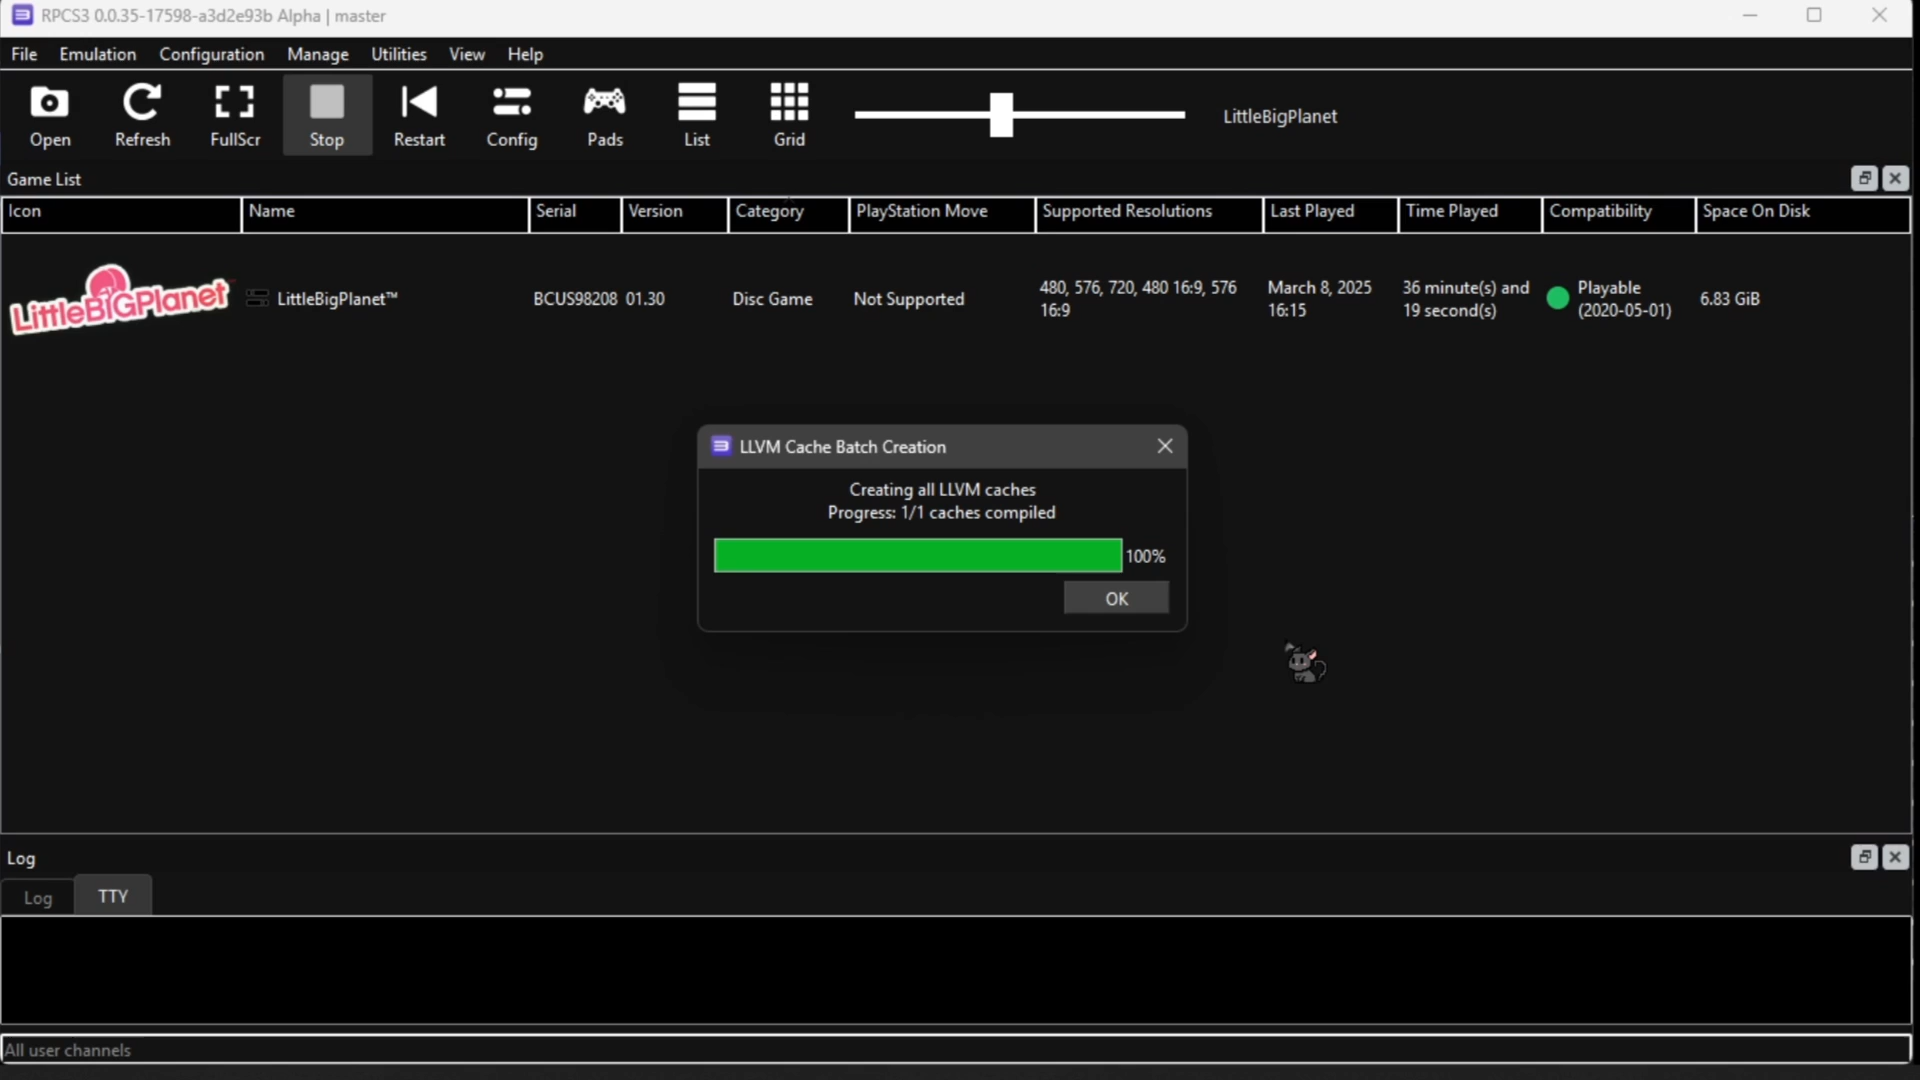 RPCS3 0.0.35-17598-a3d2e93b Alpha | master
File Emulation Configuration Manage Utilities View Help
Open Refresh FullScr Stop Restart Config Pads List Grid LittleBigPlanet
Game List
Icon Name Serial Version Category PlayStation Move Supported Resolutions Last Played Time Played Compatibility Space On Disk
LittleBIGPlanet LittleBigPlanet™ BCUS98208 01.30 Disc Game Not Supported 480, 576, 720, 480 16:9, 576 March 8, 2025 36 minute(s) and Playable 6.83 GiB
16:9 16:15 19 second(s) (2020-05-01)
LLVM Cache Batch Creation
Creating all LLVM caches
Progress: 1/1 caches compiled
100%
OK
Log
Log TTY
All user channels